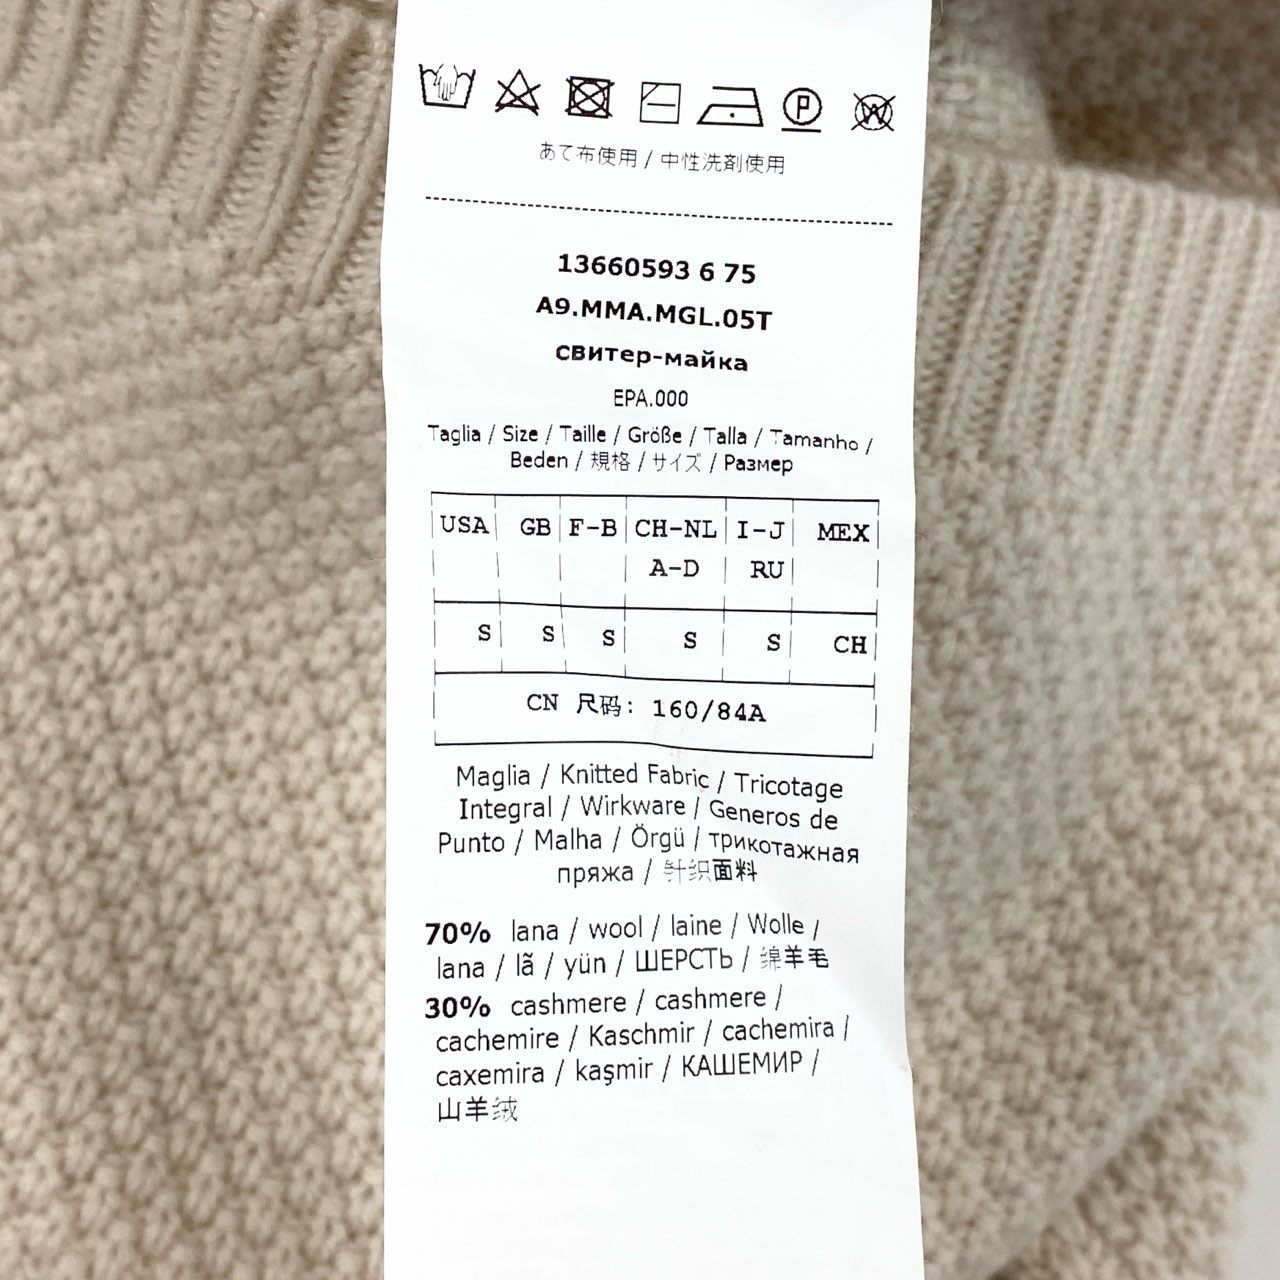 あて布使用 / 中性洗剤使用
13660593 6 75
A9.MMA.MGL.05T
свитер-майка
EPA.000
Taglia / Size / Taille / Größe / Talla / Tamanho /
Beden / 規格 / サイズ / Размер
USA GB F-B CH-NL I-J MEX
A-D RU
S S S S S CH
CN 尺码: 160/84A
Maglia / Knitted Fabric / Tricotage
Integral / Wirkware / Generos de
Punto / Malha / Örgü / трикотажная
пряжа / 针织面料
70% lana / wool / laine / Wolle /
lana / lã / yün / ШЕРСТЬ / 绵羊毛
30% cashmere / cashmere /
cachemire / Kaschmir / cachemira /
caxemira / kaşmir / КАШЕМИР /
山羊绒